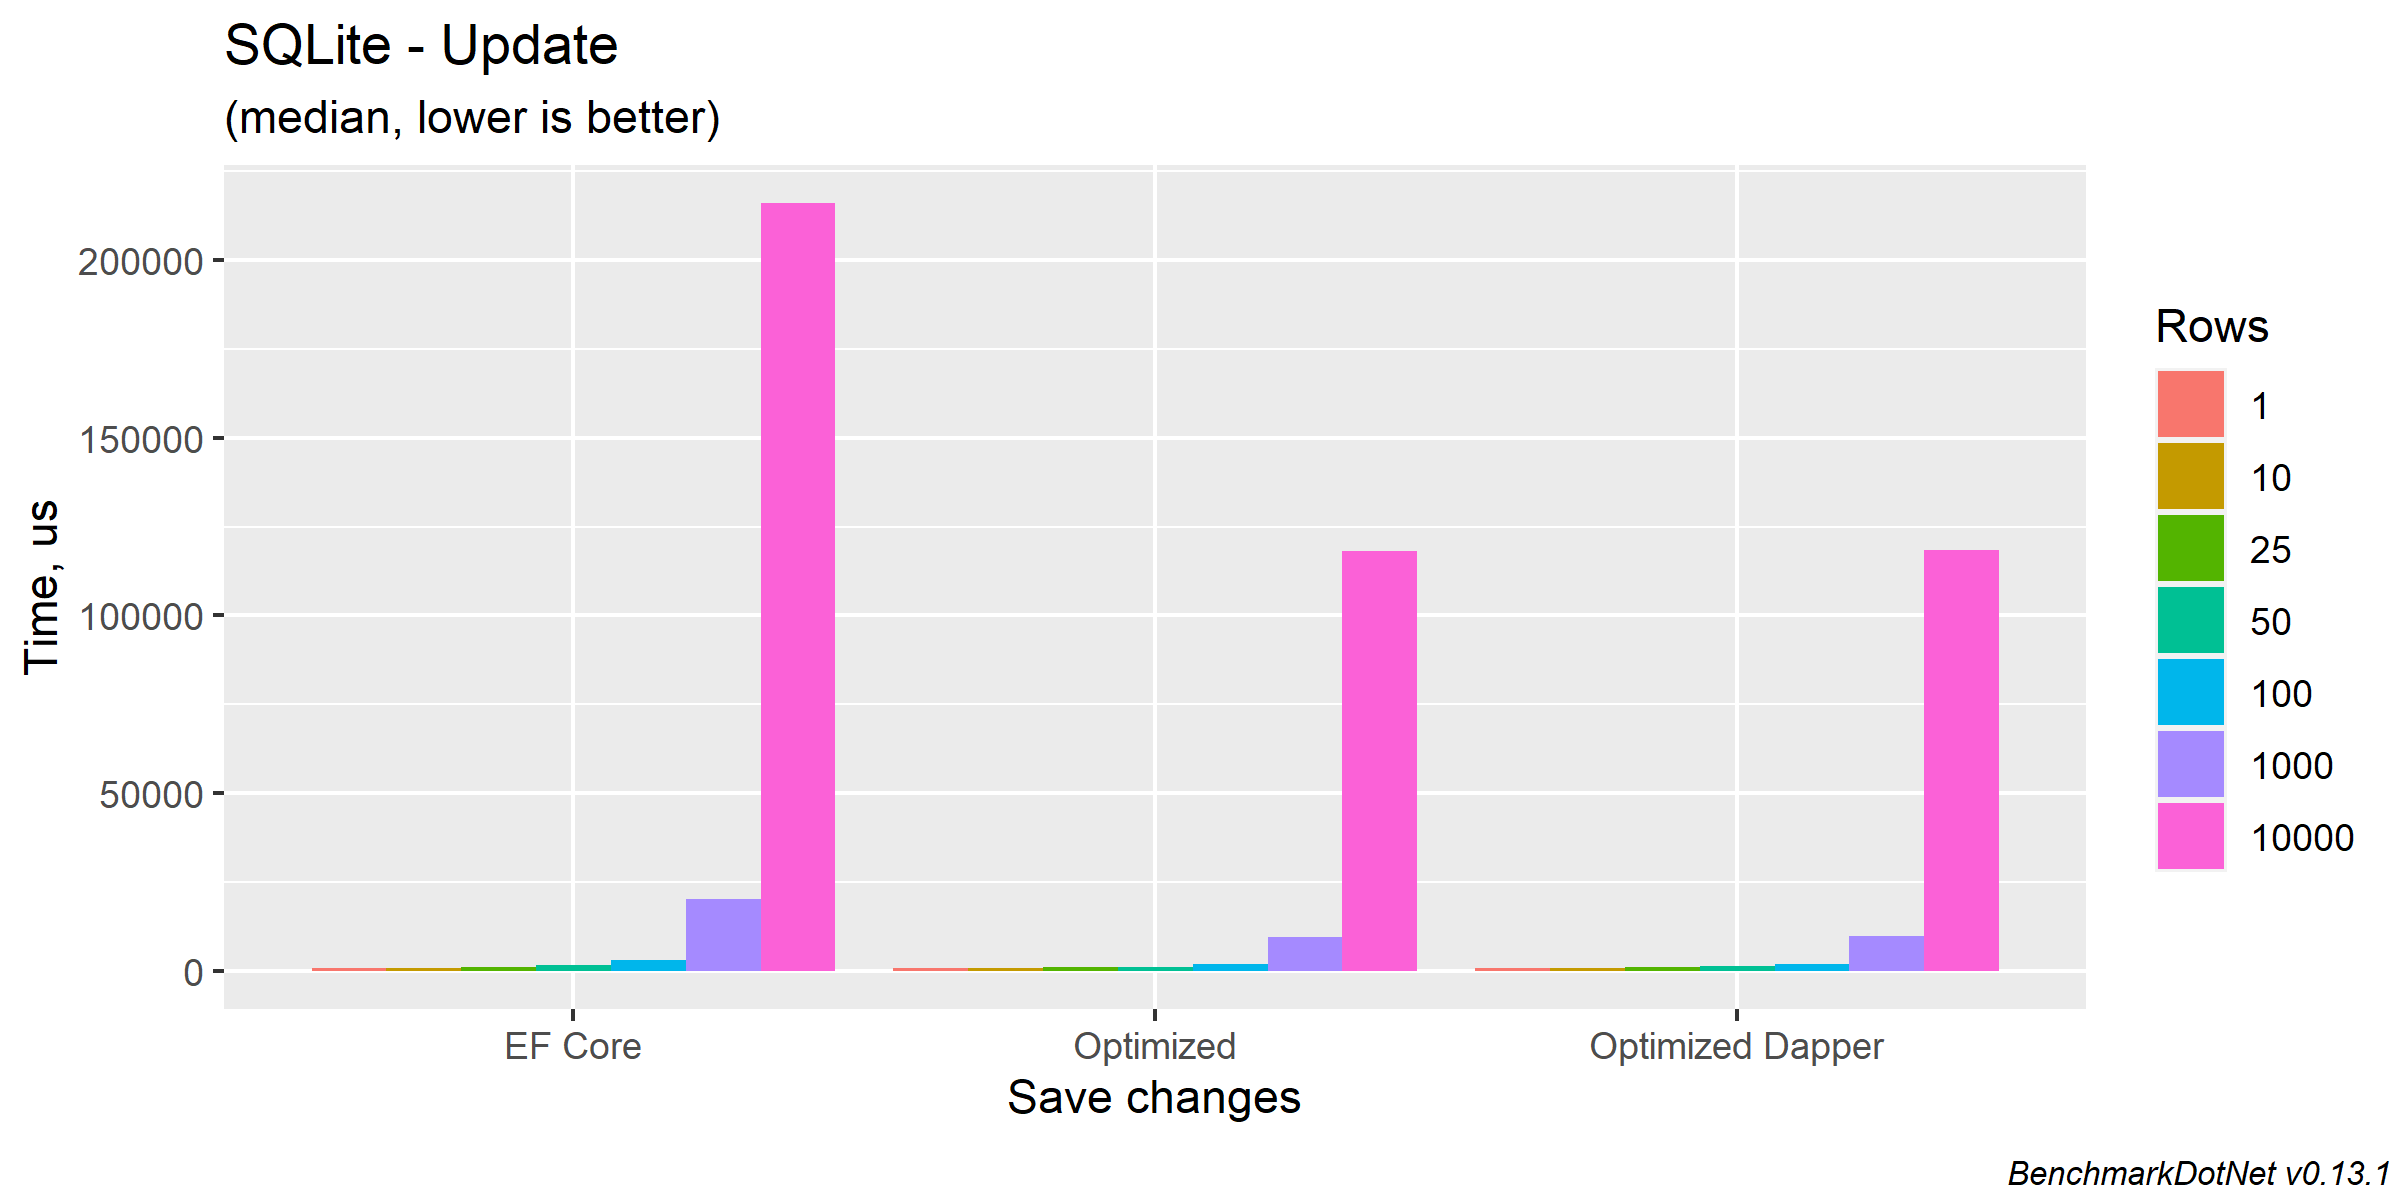 SQLite - Update
(median, lower is better)
Time, us
200000
150000
100000
50000
0
EF Core
Optimized
Optimized Dapper
Save changes
Rows
1
10
25
50
100
1000
10000
BenchmarkDotNet v0.13.1